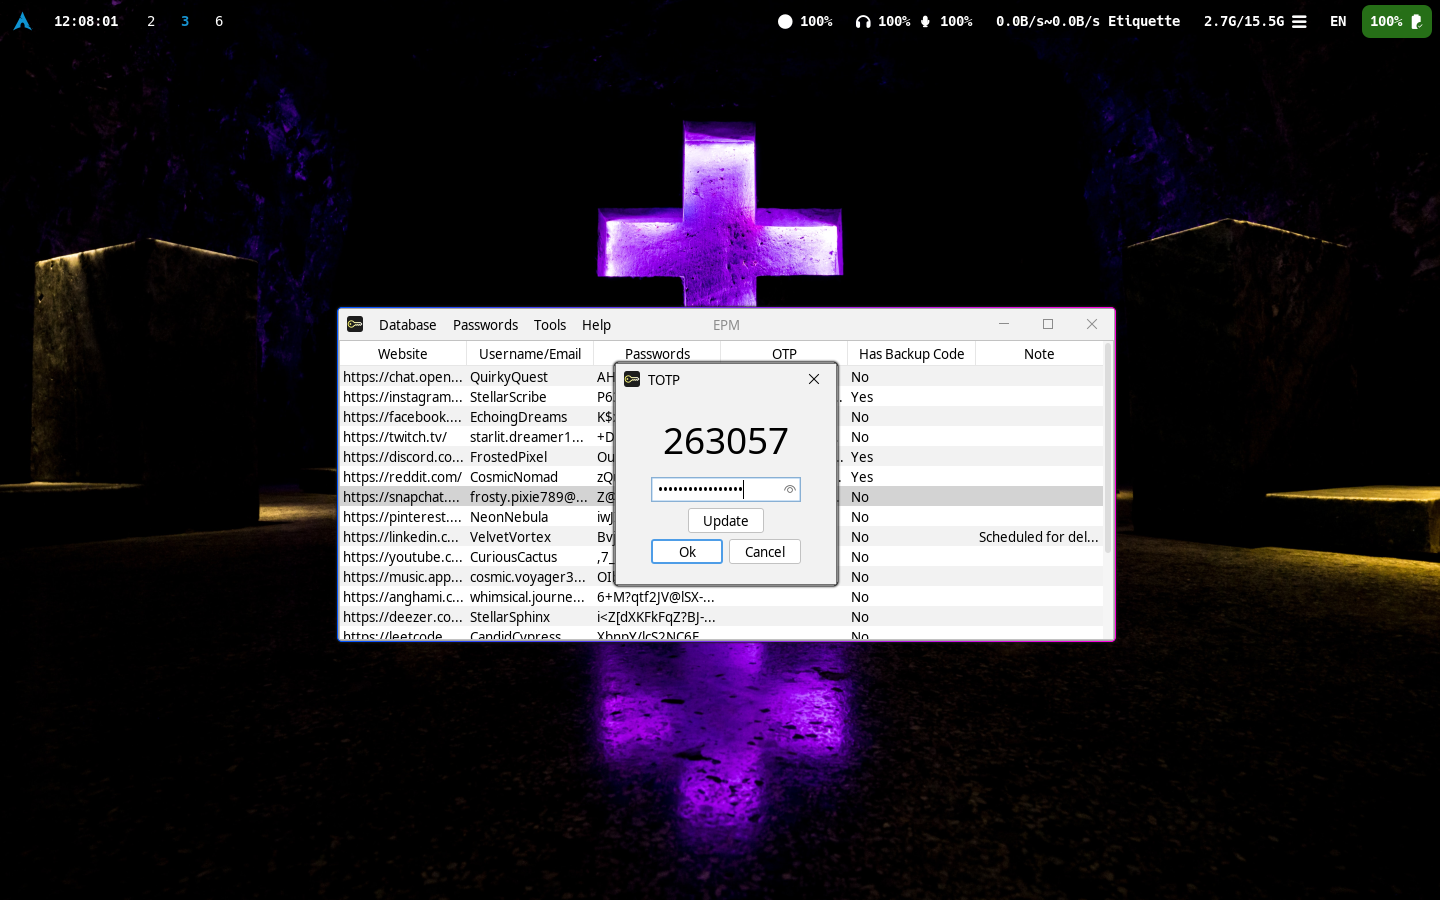 12:08:01 2 3 6 100% 100% 100% 0.0B/s~0.0B/s Etiquette 2.7G/15.5G EN 100%
Database Passwords Tools Help EPM
Website Username/Email Passwords OTP Has Backup Code Note
https://chat.open... QuirkyQuest AH No
https://instagram... StellarScribe P6 Yes
https://facebook.... EchoingDreams K$ No
https://twitch.tv/ starlit.dreamer1... +D No
https://discord.co... FrostedPixel Ou Yes
https://reddit.com/ CosmicNomad zQ Yes
https://snapchat.... frosty.pixie789@... Z@ No
https://pinterest.... NeonNebula iwJ No
https://linkedin.c... VelvetVortex Bv No Scheduled for del...
https://youtube.c... CuriousCactus ,7_ No
https://music.app... cosmic.voyager3... No
https://anghami.c... whimsical.journe... 6+M?qtf2JV@lSX-... No
https://deezer.co... StellarSphinx i<Z[dXKFkFqZ?BJ-... No
https://leetcode. CandidCypress XbnpY/lcS2NC6F No
TOTP
263057
•••••••••••••••••
Update
Ok Cancel